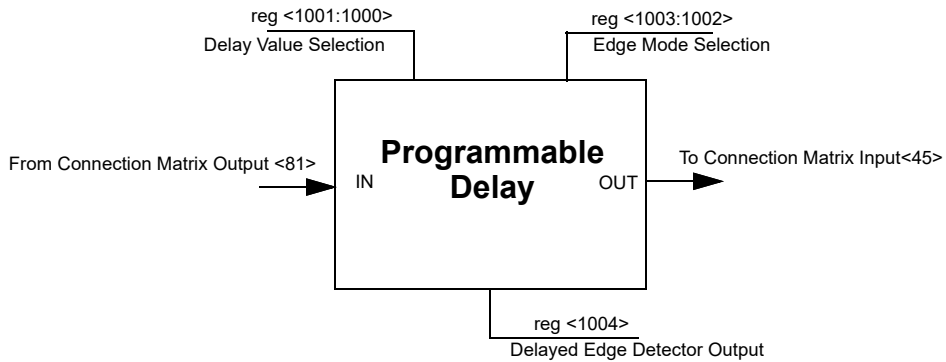 reg <1001:1000>
Delay Value Selection
reg <1003:1002>
Edge Mode Selection
From Connection Matrix Output <81>
IN
Programmable
Delay
OUT
To Connection Matrix Input<45>
reg <1004>
Delayed Edge Detector Output